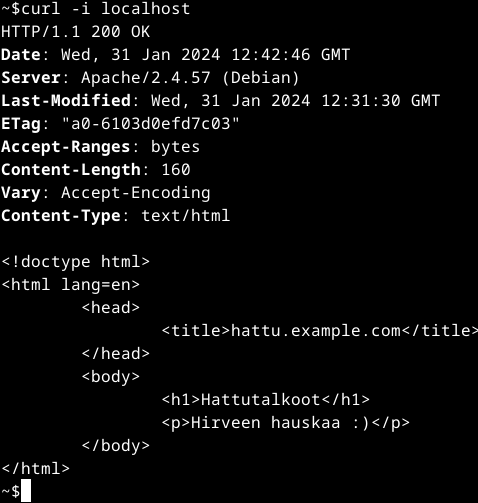 ~$curl -i localhost
HTTP/1.1 200 OK
Date: Wed, 31 Jan 2024 12:42:46 GMT
Server: Apache/2.4.57 (Debian)
Last-Modified: Wed, 31 Jan 2024 12:31:30 GMT
ETag: "a0-6103d0efd7c03"
Accept-Ranges: bytes
Content-Length: 160
Vary: Accept-Encoding
Content-Type: text/html

<!doctype html>
<html lang=en>
        <head>
                <title>hattu.example.com</title>
        </head>
        <body>
                <h1>Hattutalkoot</h1>
                <p>Hirveen hauskaa :)</p>
        </body>
</html>
~$